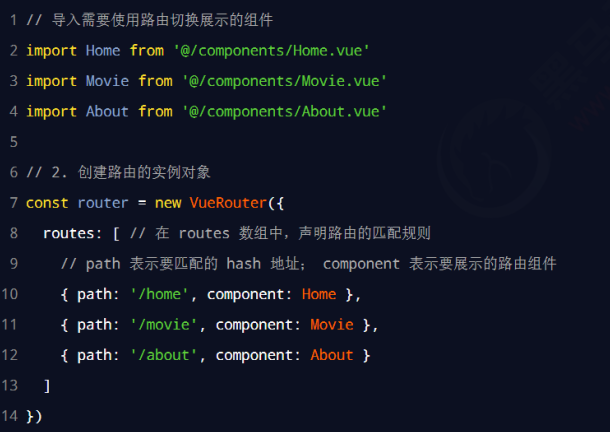 1 // 导入需要使用路由切换展示的组件
2 import Home from '@/components/Home.vue'
3 import Movie from '@/components/Movie.vue'
4 import About from '@/components/About.vue'
5
6 // 2. 创建路由的实例对象
7 const router = new VueRouter({
8   routes: [ // 在 routes 数组中，声明路由的匹配规则
9     // path 表示要匹配的 hash 地址； component 表示要展示的路由组件
10     { path: '/home', component: Home },
11     { path: '/movie', component: Movie },
12     { path: '/about', component: About }
13   ]
14 })